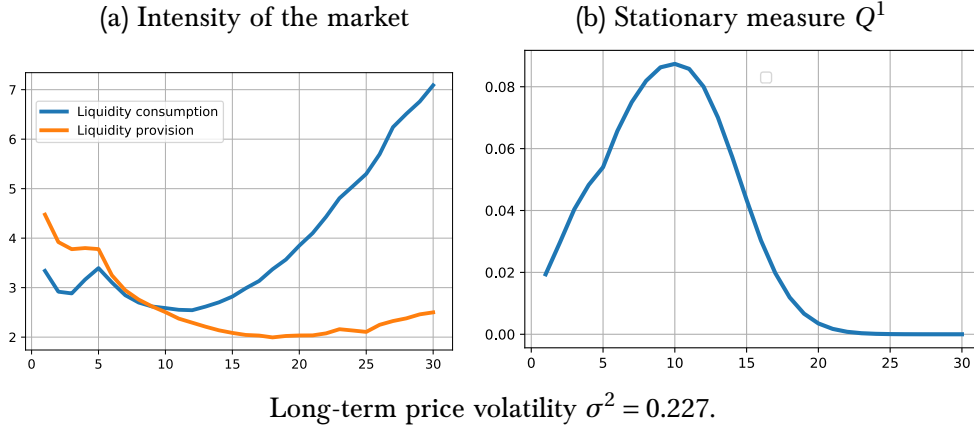 (a) Intensity of the market
(b) Stationary measure Q¹
7
6
5
4
3
2
Liquidity consumption
Liquidity provision
0 5 10 15 20 25 30
0.08
0.06
0.04
0.02
0.00
0 5 10 15 20 25 30
Long-term price volatility σ² = 0.227.